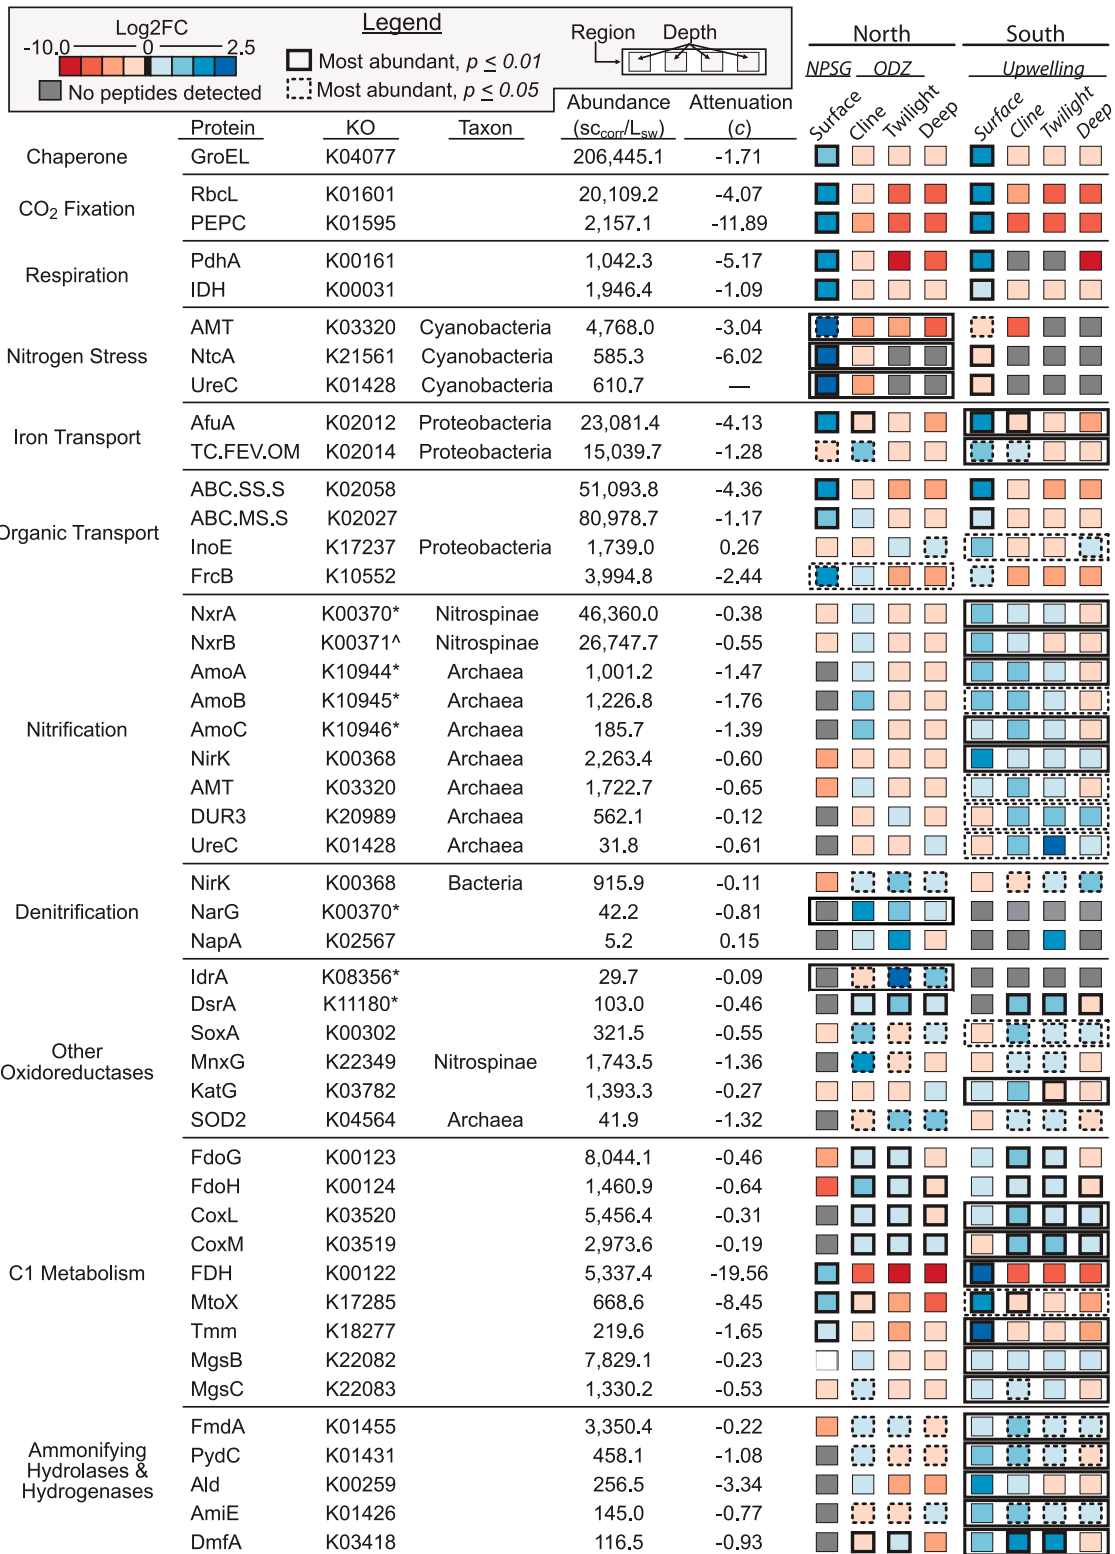 Legend
Log2FC
-10.0 0 2.5
No peptides detected
Most abundant, p ≤ 0.01
Most abundant, p ≤ 0.05
Region Depth
North South
NPSG ODZ Upwelling
Surface Cline Twilight Deep Surface Cline Twilight Deep
Protein KO Taxon Abundance (sccorr/Lsw) Attenuation (c)
Chaperone
GroEL K04077 206,445.1 -1.71
CO2 Fixation
RbcL K01601 20,109.2 -4.07
PEPC K01595 2,157.1 -11.89
Respiration
PdhA K00161 1,042.3 -5.17
IDH K00031 1,946.4 -1.09
Nitrogen Stress
AMT K03320 Cyanobacteria 4,768.0 -3.04
NtcA K21561 Cyanobacteria 585.3 -6.02
UreC K01428 Cyanobacteria 610.7 —
Iron Transport
AfuA K02012 Proteobacteria 23,081.4 -4.13
TC.FEV.OM K02014 Proteobacteria 15,039.7 -1.28
Organic Transport
ABC.SS.S K02058 51,093.8 -4.36
ABC.MS.S K02027 80,978.7 -1.17
InoE K17237 Proteobacteria 1,739.0 0.26
FrcB K10552 3,994.8 -2.44
Nitrification
NxrA K00370* Nitrospinae 46,360.0 -0.38
NxrB K00371^ Nitrospinae 26,747.7 -0.55
AmoA K10944* Archaea 1,001.2 -1.47
AmoB K10945* Archaea 1,226.8 -1.76
AmoC K10946* Archaea 185.7 -1.39
NirK K00368 Archaea 2,263.4 -0.60
AMT K03320 Archaea 1,722.7 -0.65
DUR3 K20989 Archaea 562.1 -0.12
UreC K01428 Archaea 31.8 -0.61
Denitrification
NirK K00368 Bacteria 915.9 -0.11
NarG K00370* 42.2 -0.81
NapA K02567 5.2 0.15
Other Oxidoreductases
IdrA K08356* 29.7 -0.09
DsrA K11180* 103.0 -0.46
SoxA K00302 321.5 -0.55
MnxG K22349 Nitrospinae 1,743.5 -1.36
KatG K03782 1,393.3 -0.27
SOD2 K04564 Archaea 41.9 -1.32
C1 Metabolism
FdoG K00123 8,044.1 -0.46
FdoH K00124 1,460.9 -0.64
CoxL K03520 5,456.4 -0.31
CoxM K03519 2,973.6 -0.19
FDH K00122 5,337.4 -19.56
MtoX K17285 668.6 -8.45
Tmm K18277 219.6 -1.65
MgsB K22082 7,829.1 -0.23
MgsC K22083 1,330.2 -0.53
Ammonifying Hydrolases & Hydrogenases
FmdA K01455 3,350.4 -0.22
PydC K01431 458.1 -1.08
Ald K00259 256.5 -3.34
AmiE K01426 145.0 -0.77
DmfA K03418 116.5 -0.93